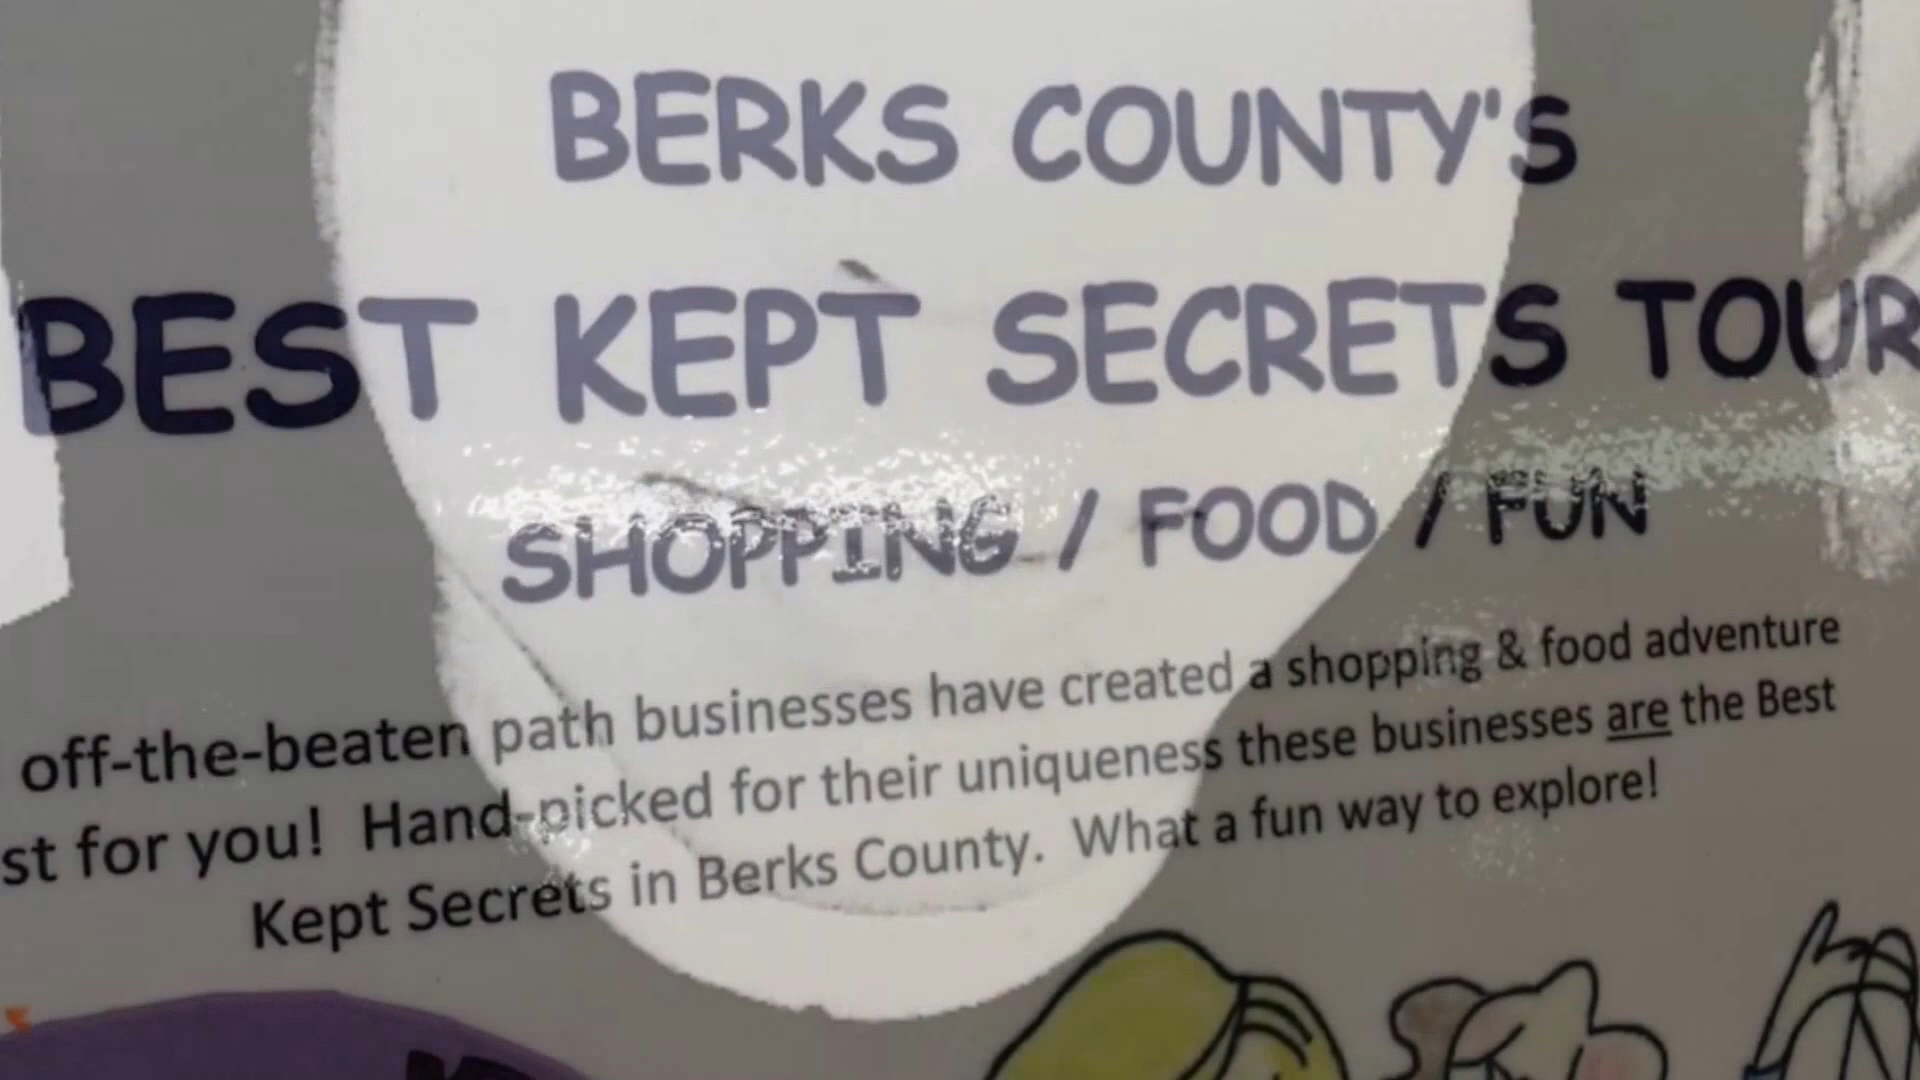 BERKS COUNTY's
BEST KEPT SECRETS TOUR
SHOPPING / FOOD / FUN
off-the-beaten path businesses have created a shopping & food adventure
st for you! Hand-picked for their uniqueness these businesses are the Best
Kept Secrets in Berks County. What a fun way to explore!